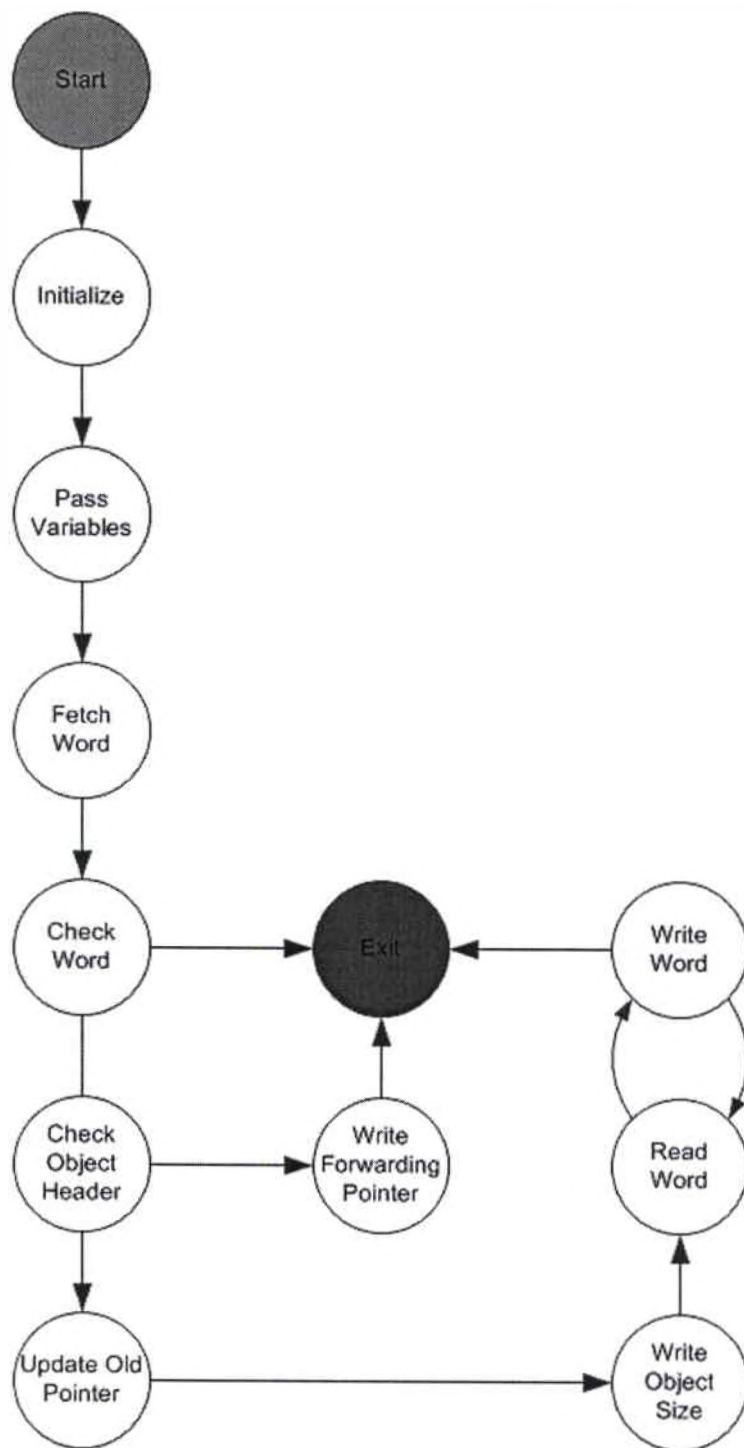 Start
Initialize
Pass
Variables
Fetch
Word
Check
Word
Exit
Write
Word
Check
Object
Header
Write
Forwarding
Pointer
Read
Word
Update Old
Pointer
Write
Object
Size